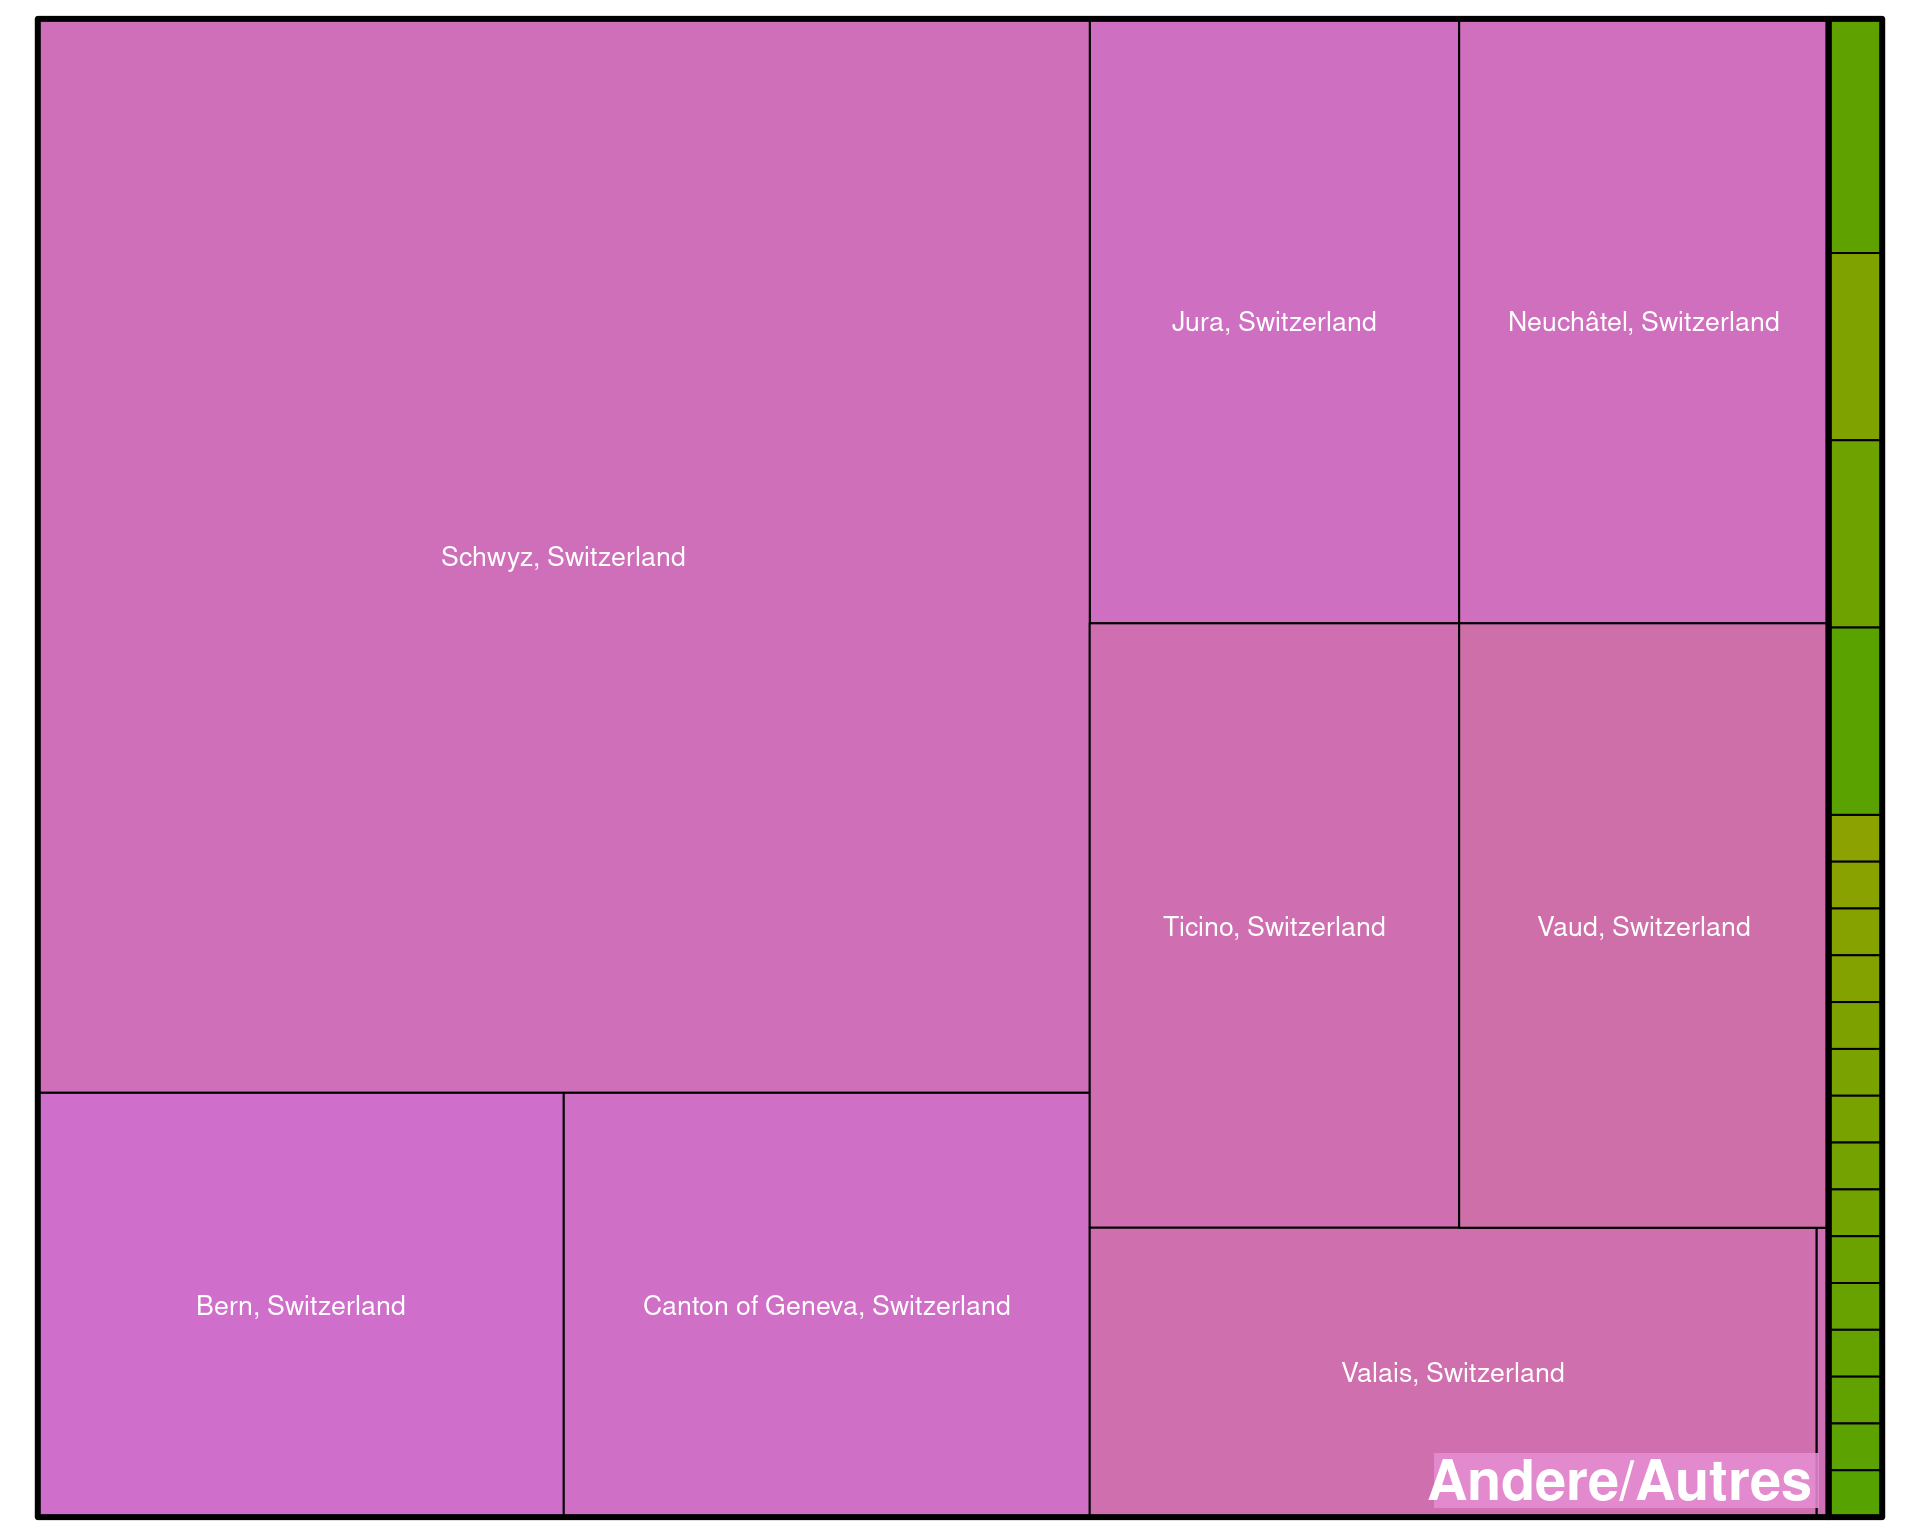 Jura, Switzerland
Neuchâtel, Switzerland
Schwyz, Switzerland
Ticino, Switzerland
Vaud, Switzerland
Bern, Switzerland
Canton of Geneva, Switzerland
Valais, Switzerland
Andere/Autres